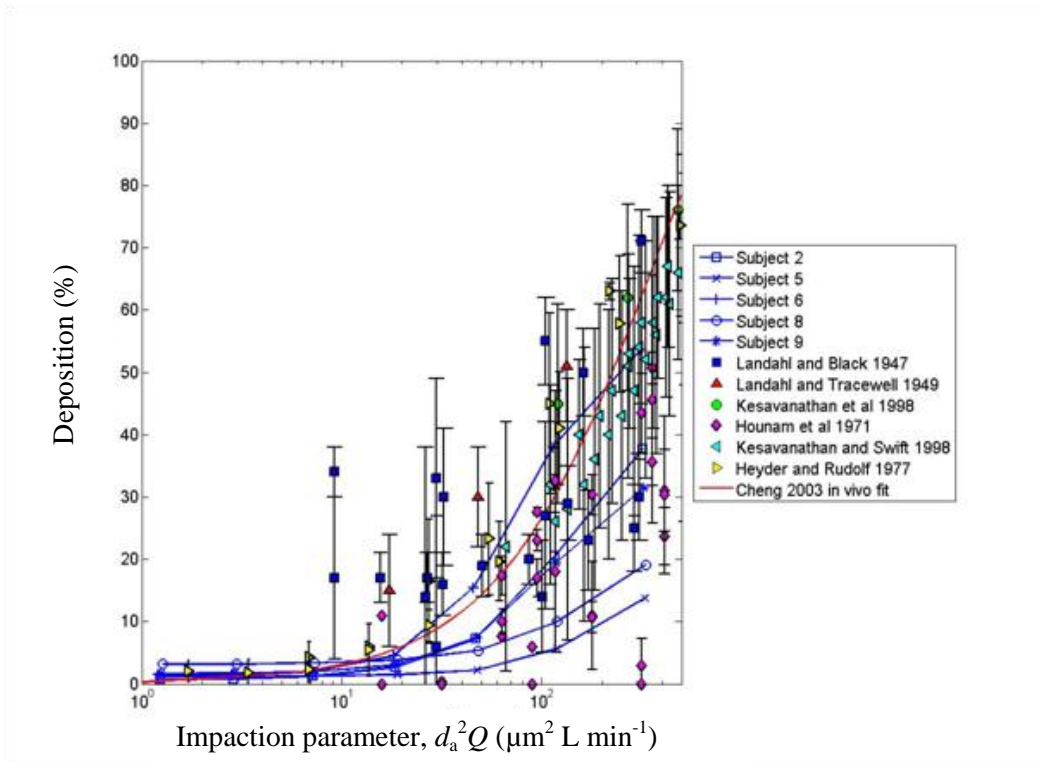 100
90
80
70
60
50
40
30
20
10
0
10⁰
10¹
10²
Deposition (%)
Impaction parameter, dₐ²Q (μm² L min⁻¹)
Subject 2
Subject 5
Subject 6
Subject 8
Subject 9
Landahl and Black 1947
Landahl and Tracewell 1949
Kesavanathan et al 1998
Hounam et al 1971
Kesavanathan and Swift 1998
Heyder and Rudolf 1977
Cheng 2003 in vivo fit